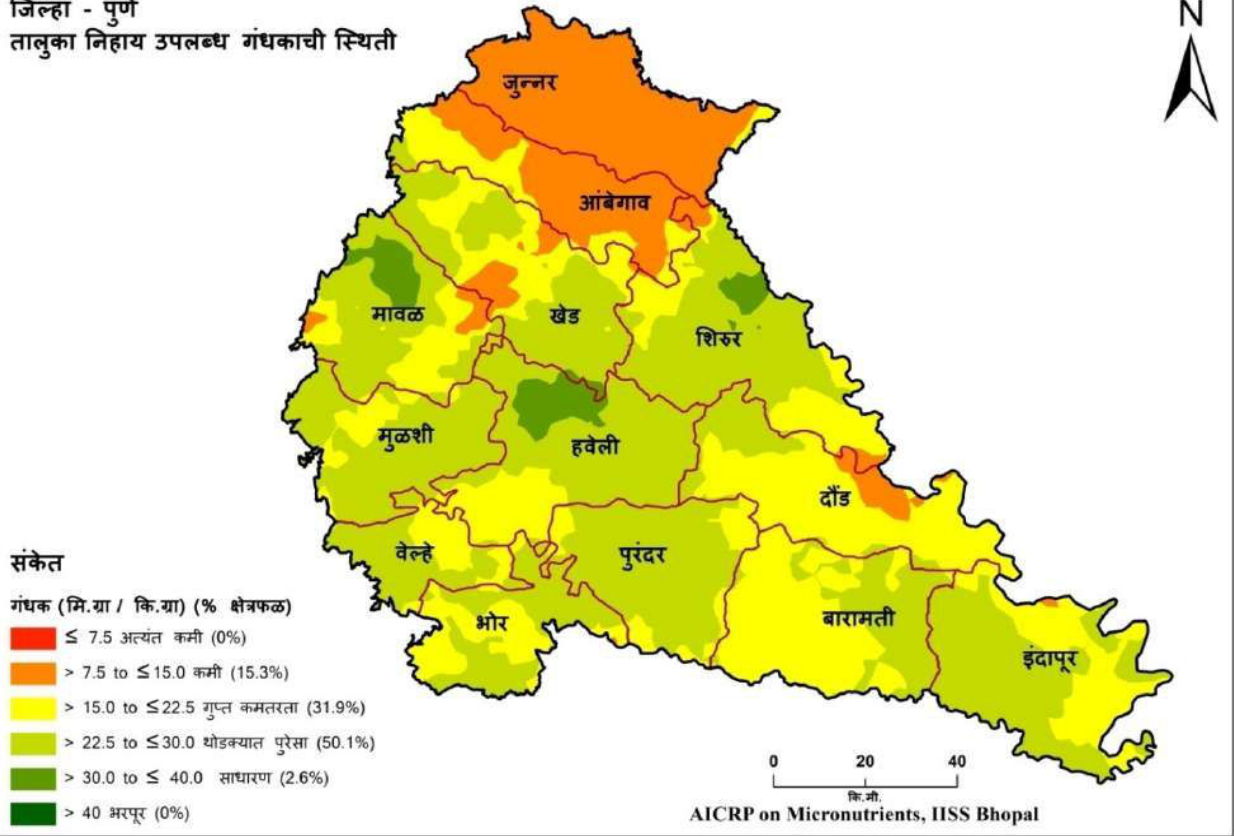 जिल्हा - पुणे
तालुका निहाय उपलब्ध गंधकाची स्थिती
N
जुन्नर
आंबेगाव
मावळ
खेड
शिरुर
मुळशी
हवेली
दौंड
वेल्हे
पुरंदर
भोर
बारामती
इंदापूर
संकेत
गंधक (मि.ग्रा / कि.ग्रा) (% क्षेत्रफळ)
≤ 7.5 अत्यंत कमी (0%)
> 7.5 to ≤15.0 कमी (15.3%)
> 15.0 to ≤22.5 गुप्त कमतरता (31.9%)
> 22.5 to ≤30.0 थोडक्यात पुरेसा (50.1%)
> 30.0 to ≤ 40.0 साधारण (2.6%)
> 40 भरपूर (0%)
0 20 40
कि.मी.
AICRP on Micronutrients, IISS Bhopal